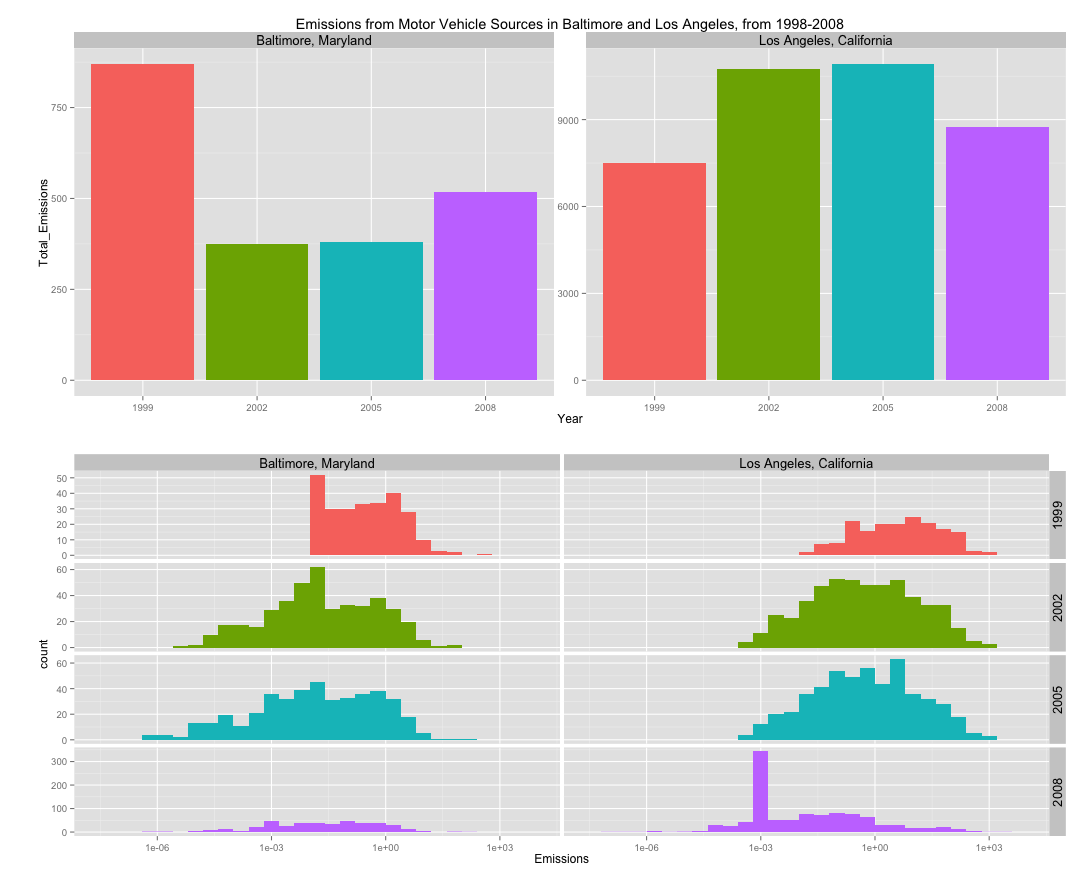 Emissions from Motor Vehicle Sources in Baltimore and Los Angeles, from 1998-2008
Baltimore, Maryland
Los Angeles, California
Total_Emissions
750
500
250
0
9000
6000
3000
0
1999
2002
2005
2008
1999
2002
2005
2008
Year
Baltimore, Maryland
Los Angeles, California
count
50
40
30
20
10
0
1999
60
40
20
0
2002
60
40
20
0
2005
300
200
100
0
2008
1e-06
1e-03
1e+00
1e+03
1e-06
1e-03
1e+00
1e+03
Emissions